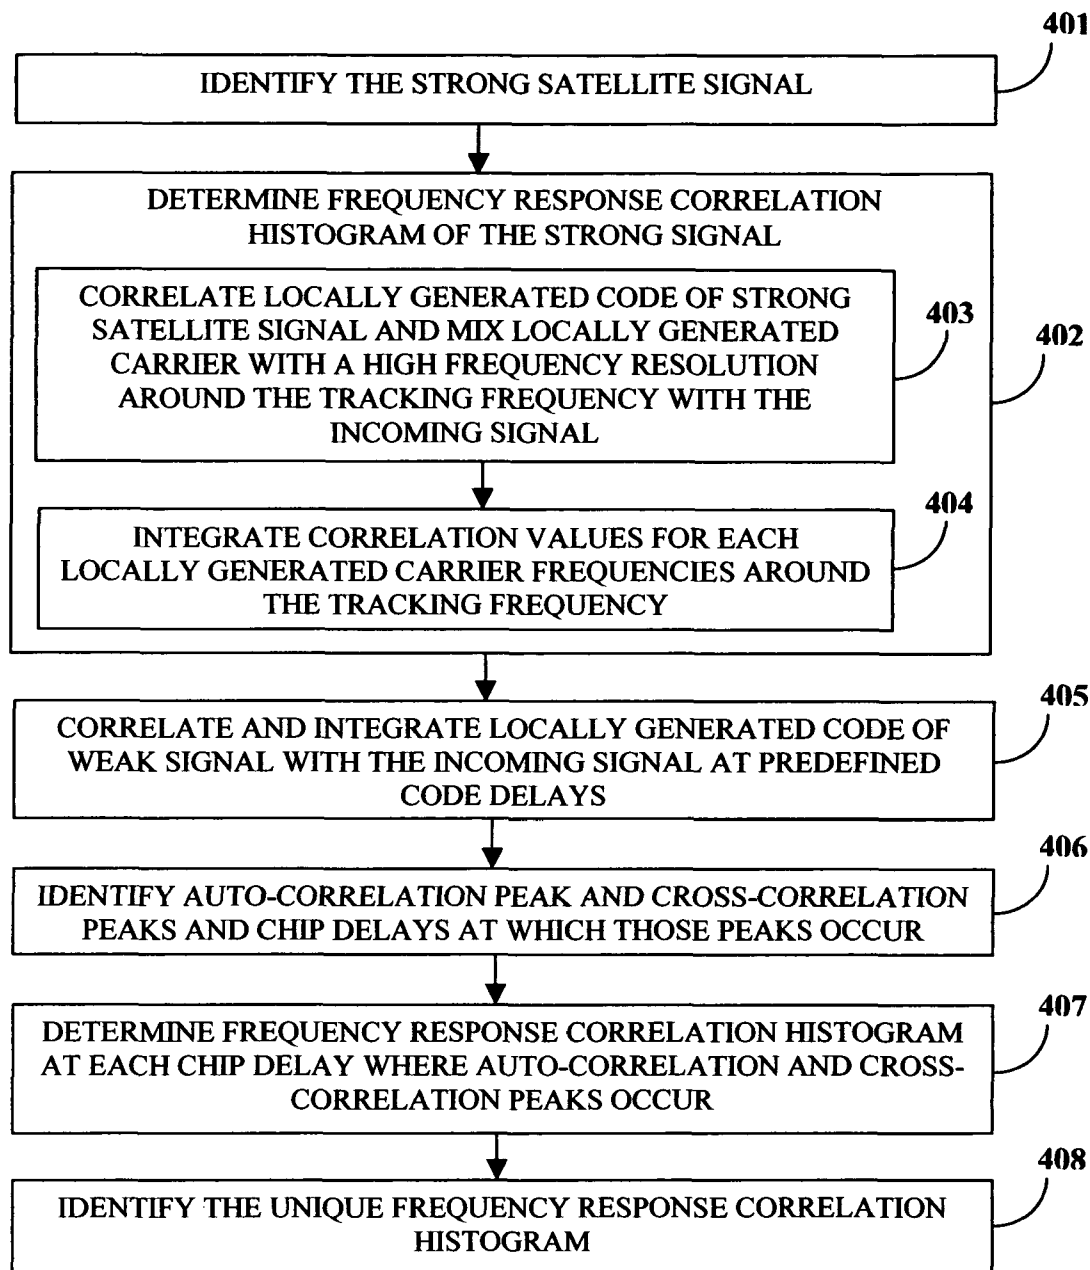 401
IDENTIFY THE STRONG SATELLITE SIGNAL
DETERMINE FREQUENCY RESPONSE CORRELATION
HISTOGRAM OF THE STRONG SIGNAL
402
CORRELATE LOCALLY GENERATED CODE OF STRONG
SATELLITE SIGNAL AND MIX LOCALLY GENERATED
CARRIER WITH A HIGH FREQUENCY RESOLUTION
AROUND THE TRACKING FREQUENCY WITH THE
INCOMING SIGNAL
403
404
INTEGRATE CORRELATION VALUES FOR EACH
LOCALLY GENERATED CARRIER FREQUENCIES AROUND
THE TRACKING FREQUENCY
405
CORRELATE AND INTEGRATE LOCALLY GENERATED CODE OF
WEAK SIGNAL WITH THE INCOMING SIGNAL AT PREDEFINED
CODE DELAYS
406
IDENTIFY AUTO-CORRELATION PEAK AND CROSS-CORRELATION
PEAKS AND CHIP DELAYS AT WHICH THOSE PEAKS OCCUR
407
DETERMINE FREQUENCY RESPONSE CORRELATION HISTOGRAM
AT EACH CHIP DELAY WHERE AUTO-CORRELATION AND CROSS-
CORRELATION PEAKS OCCUR
408
IDENTIFY THE UNIQUE FREQUENCY RESPONSE CORRELATION
HISTOGRAM